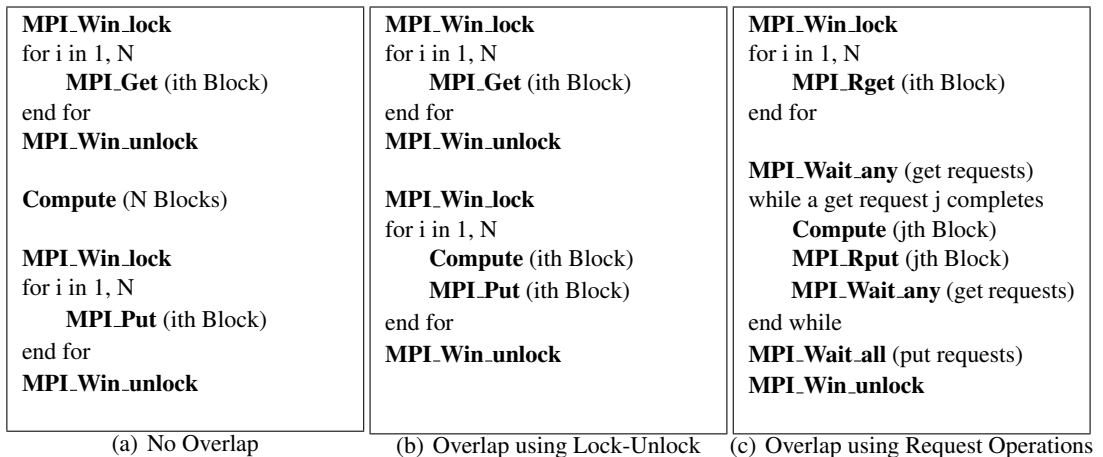 MPI_Win_lock
for i in 1, N
MPI_Get (ith Block)
end for
MPI_Win_unlock
Compute (N Blocks)
MPI_Win_lock
for i in 1, N
MPI_Put (ith Block)
end for
MPI_Win_unlock
(a) No Overlap
MPI_Win_lock
for i in 1, N
MPI_Get (ith Block)
end for
MPI_Win_unlock
MPI_Win_lock
for i in 1, N
Compute (ith Block)
MPI_Put (ith Block)
end for
MPI_Win_unlock
(b) Overlap using Lock-Unlock
MPI_Win_lock
for i in 1, N
MPI_Rget (ith Block)
end for
MPI_Wait_any (get requests)
while a get request j completes
Compute (jth Block)
MPI_Rput (jth Block)
MPI_Wait_any (get requests)
end while
MPI_Wait_all (put requests)
MPI_Win_unlock
(c) Overlap using Request Operations